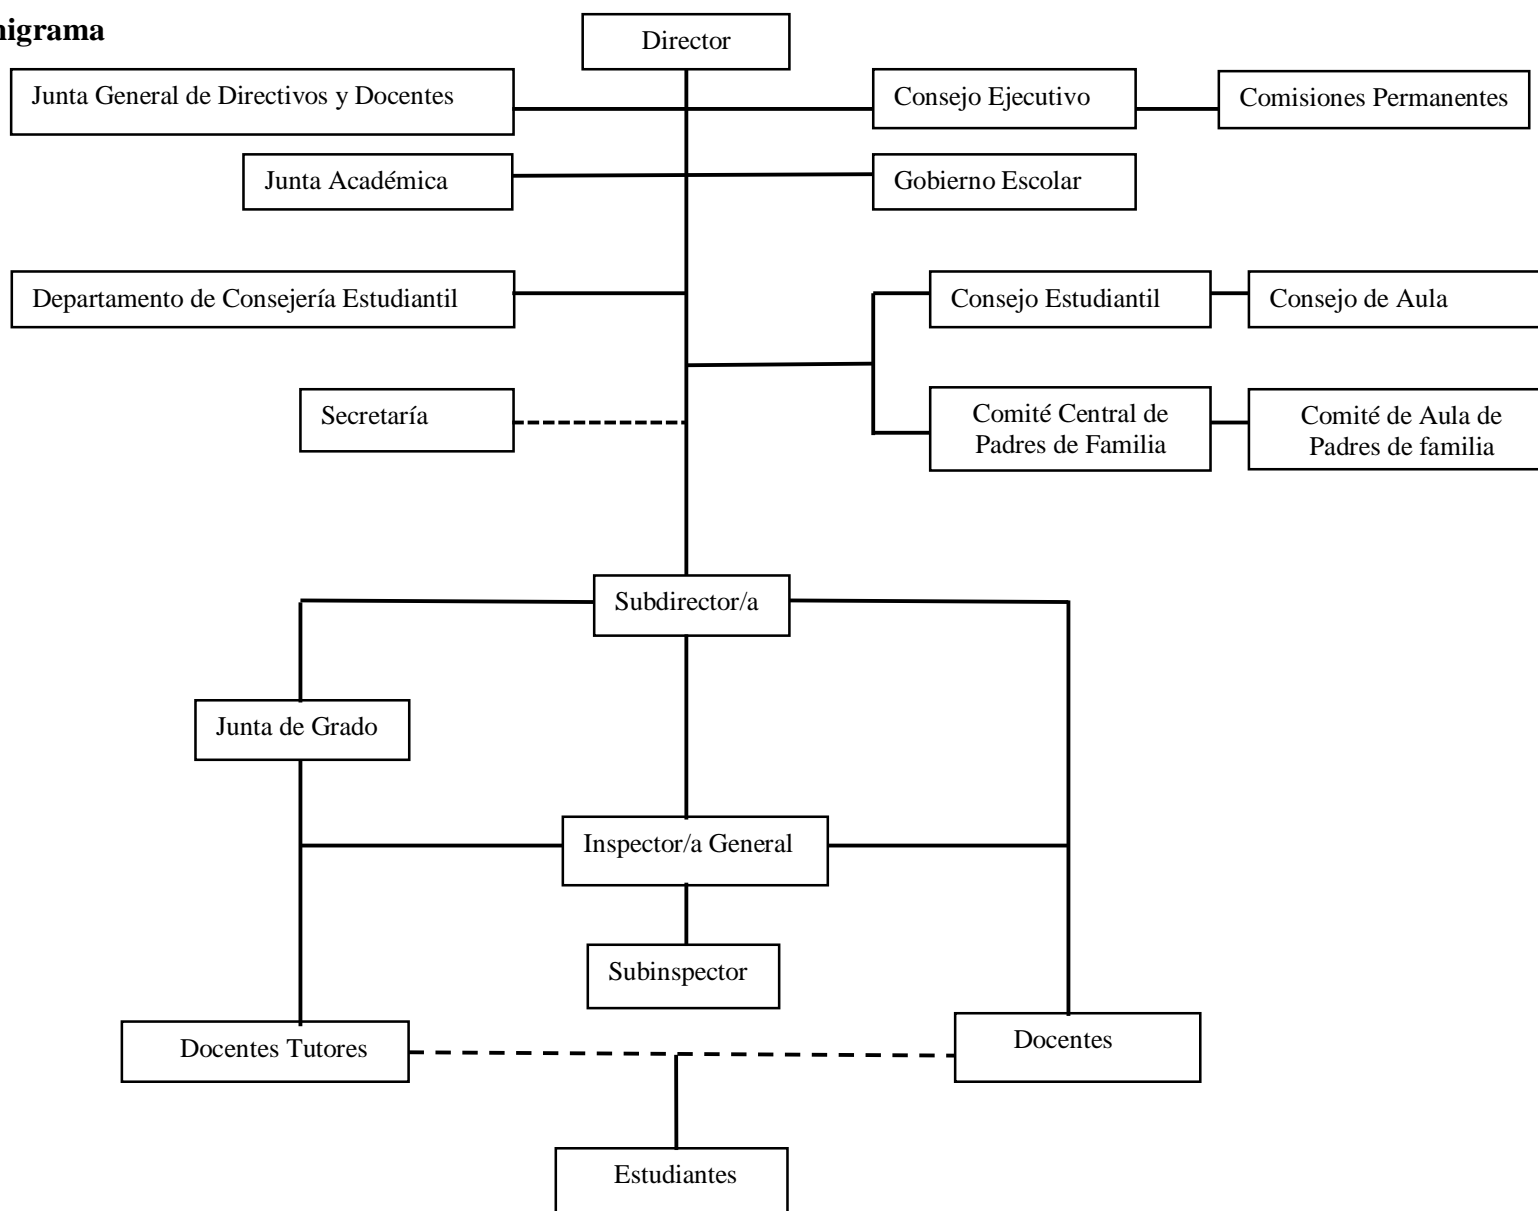 nigrama
Director
Junta General de Directivos y Docentes
Consejo Ejecutivo
Comisiones Permanentes
Junta Académica
Gobierno Escolar
Departamento de Consejería Estudiantil
Consejo Estudiantil
Consejo de Aula
Secretaría
Comité Central de
Padres de Familia
Comité de Aula de
Padres de familia
Subdirector/a
Junta de Grado
Inspector/a General
Subinspector
Docentes Tutores
Docentes
Estudiantes